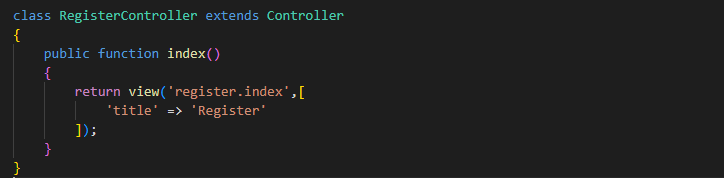 class RegisterController extends Controller
{
    public function index()
    {
        return view('register.index',[
            'title' => 'Register'
        ]);
    }
}